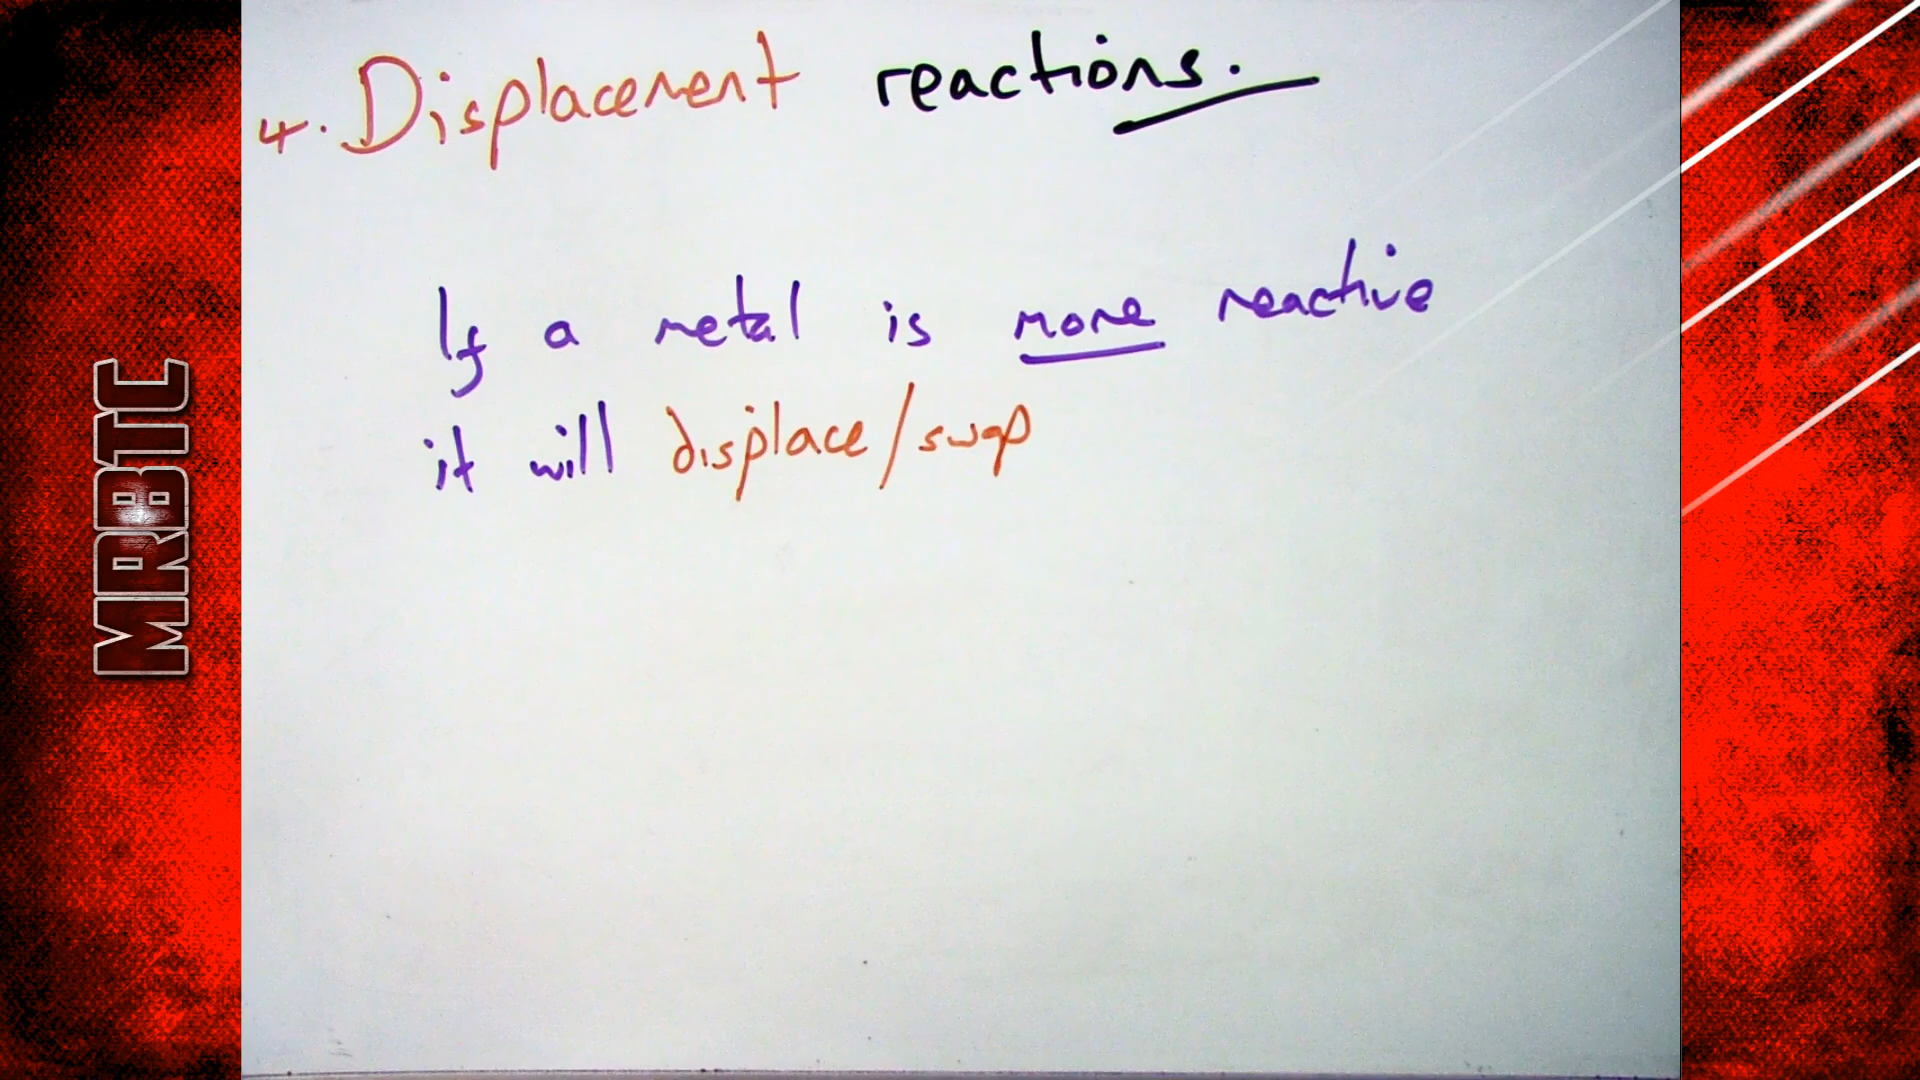 4. Displacement reactions.
If a metal is more reactive
it will displace/swap
MRBTC